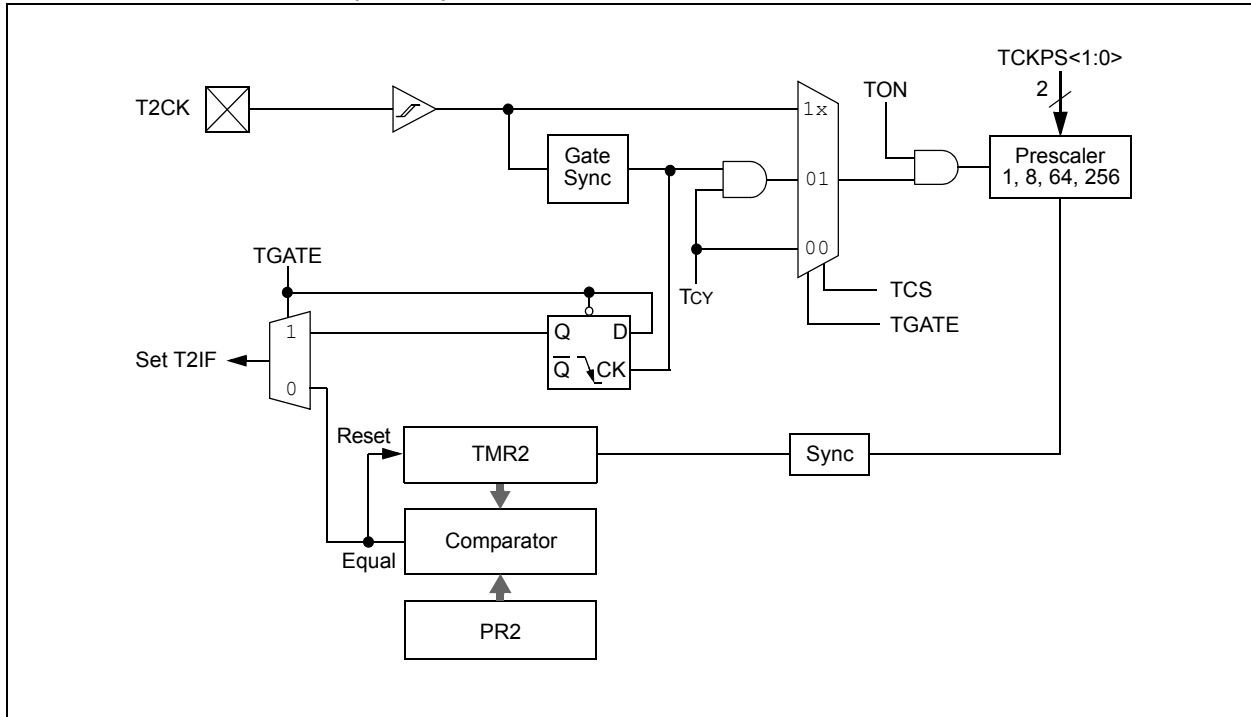 TCKPS<1:0>
2
T2CK
1x
TON
Gate
Sync
Prescaler
1, 8, 64, 256
01
00
TGATE
TCY
TCS
TGATE
1
Q
D
Set T2IF
Q
CK
0
Reset
TMR2
Sync
Comparator
Equal
PR2